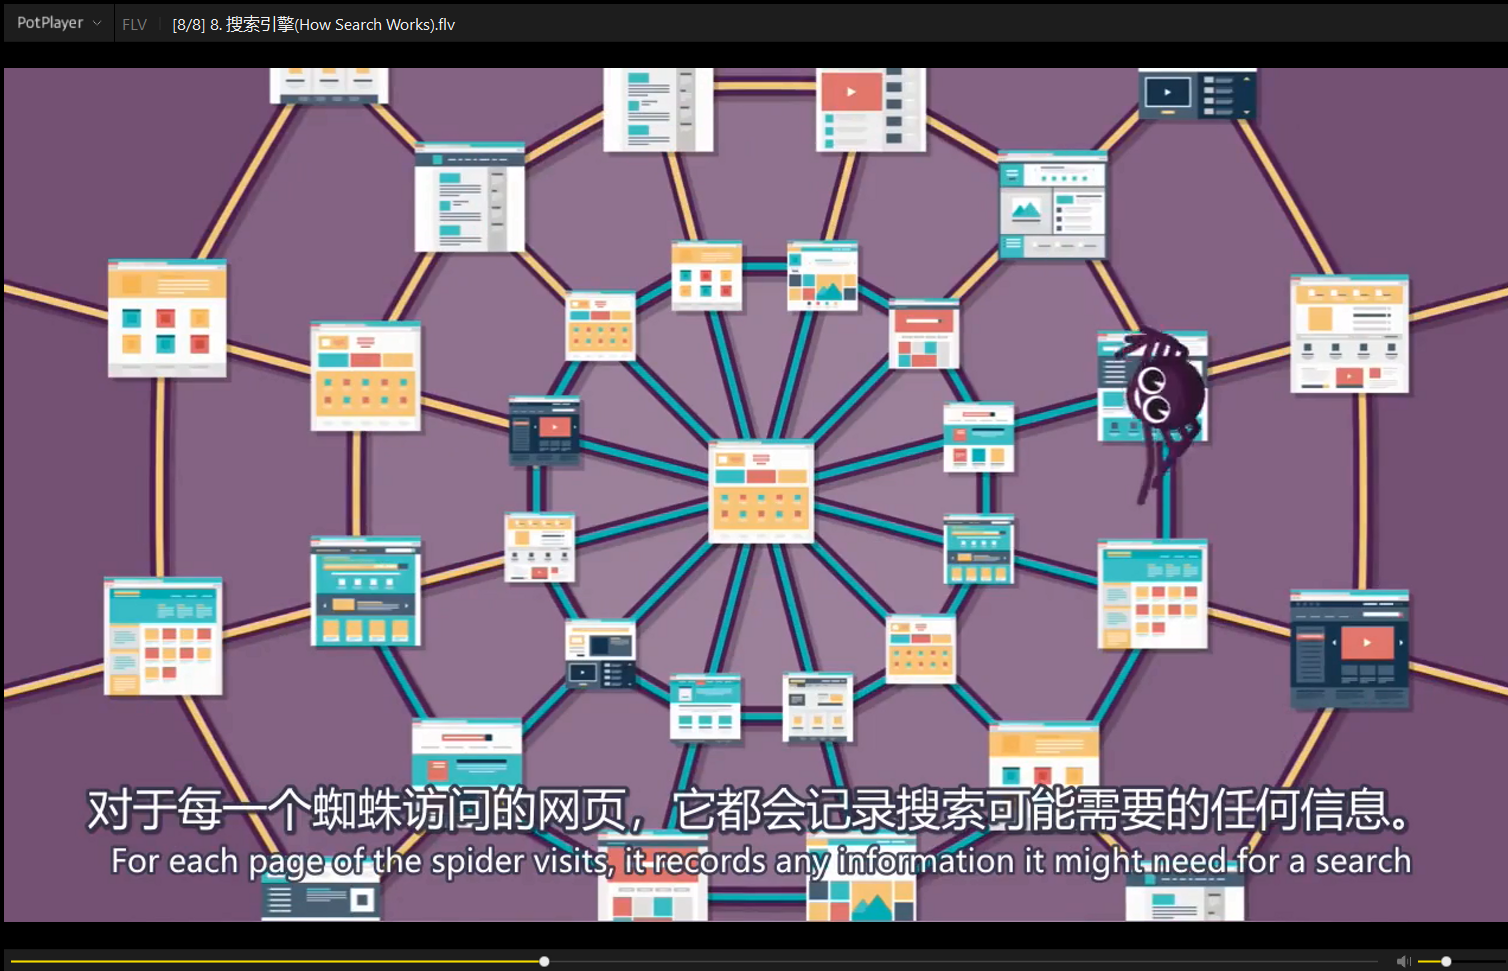 PotPlayer FLV [8/8] 8. 搜索引擎(How Search Works).flv
对于每一个蜘蛛访问的网页，它都会记录搜索可能需要的任何信息。
For each page of the spider visits, it records any information it might need for a search